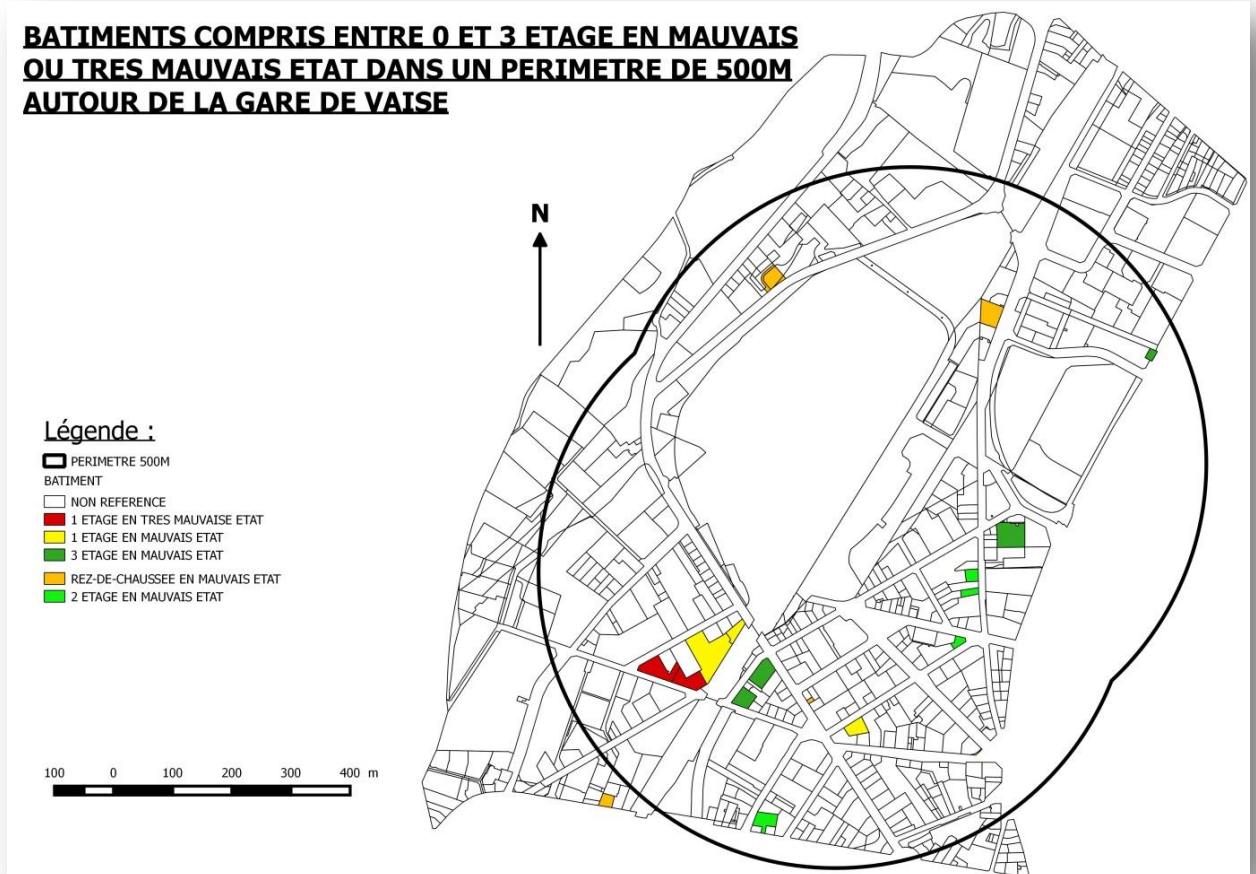 BATIMENTS COMPRIS ENTRE 0 ET 3 ETAGE EN MAUVAIS
OU TRES MAUVAIS ETAT DANS UN PERIMETRE DE 500M
AUTOUR DE LA GARE DE VAISE
N
Légende :
PERIMETRE 500M
BATIMENT
NON REFERENCE
1 ETAGE EN TRES MAUVAISE ETAT
1 ETAGE EN MAUVAIS ETAT
3 ETAGE EN MAUVAIS ETAT
REZ-DE-CHAUSSEE EN MAUVAIS ETAT
2 ETAGE EN MAUVAIS ETAT
100 0 100 200 300 400 m